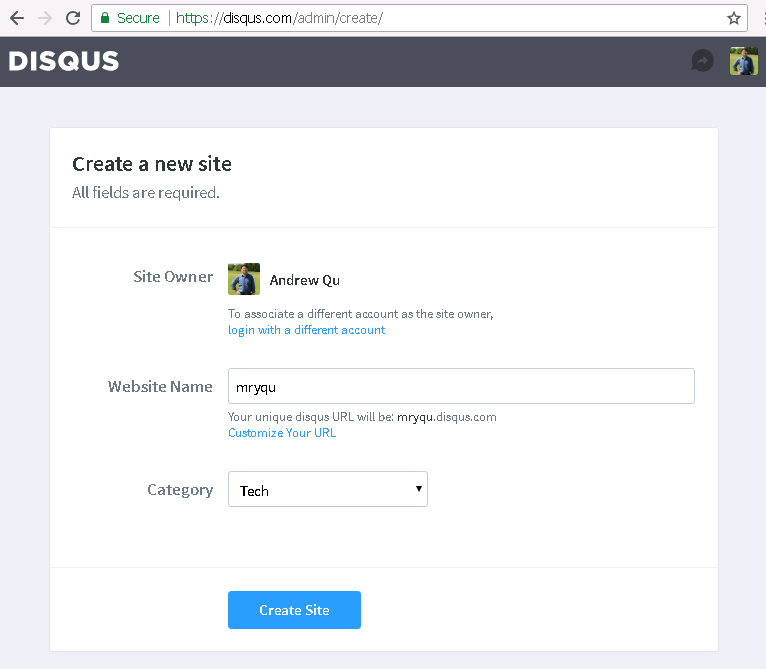 Secure | https://disqus.com/admin/create/
DISQUS
Create a new site
All fields are required.
Site Owner
Andrew Qu
To associate a different account as the site owner,
login with a different account
Website Name
mryqu
Your unique disqus URL will be: mryqu.disqus.com
Customize Your URL
Category
Tech
Create Site